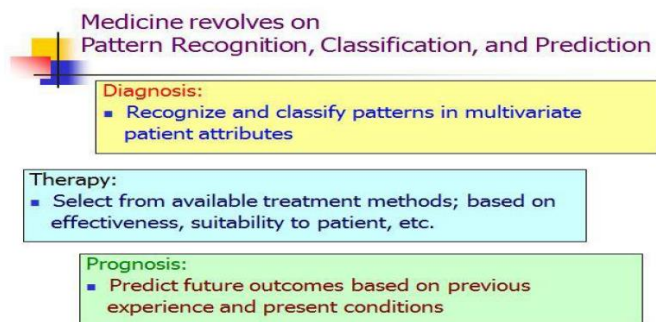 Medicine revolves on
Pattern Recognition, Classification, and Prediction
Diagnosis:
▪ Recognize and classify patterns in multivariate
patient attributes
Therapy:
▪ Select from available treatment methods; based on
effectiveness, suitability to patient, etc.
Prognosis:
▪ Predict future outcomes based on previous
experience and present conditions